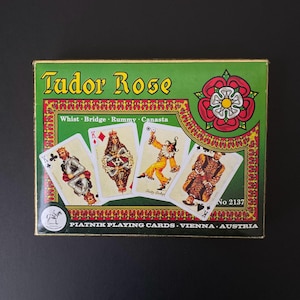 Tudor Rose
Whist · Bridge · Rummy · Canasta
No 2137
PIATNIK PLAYING CARDS · VIENNA · AUSTRIA